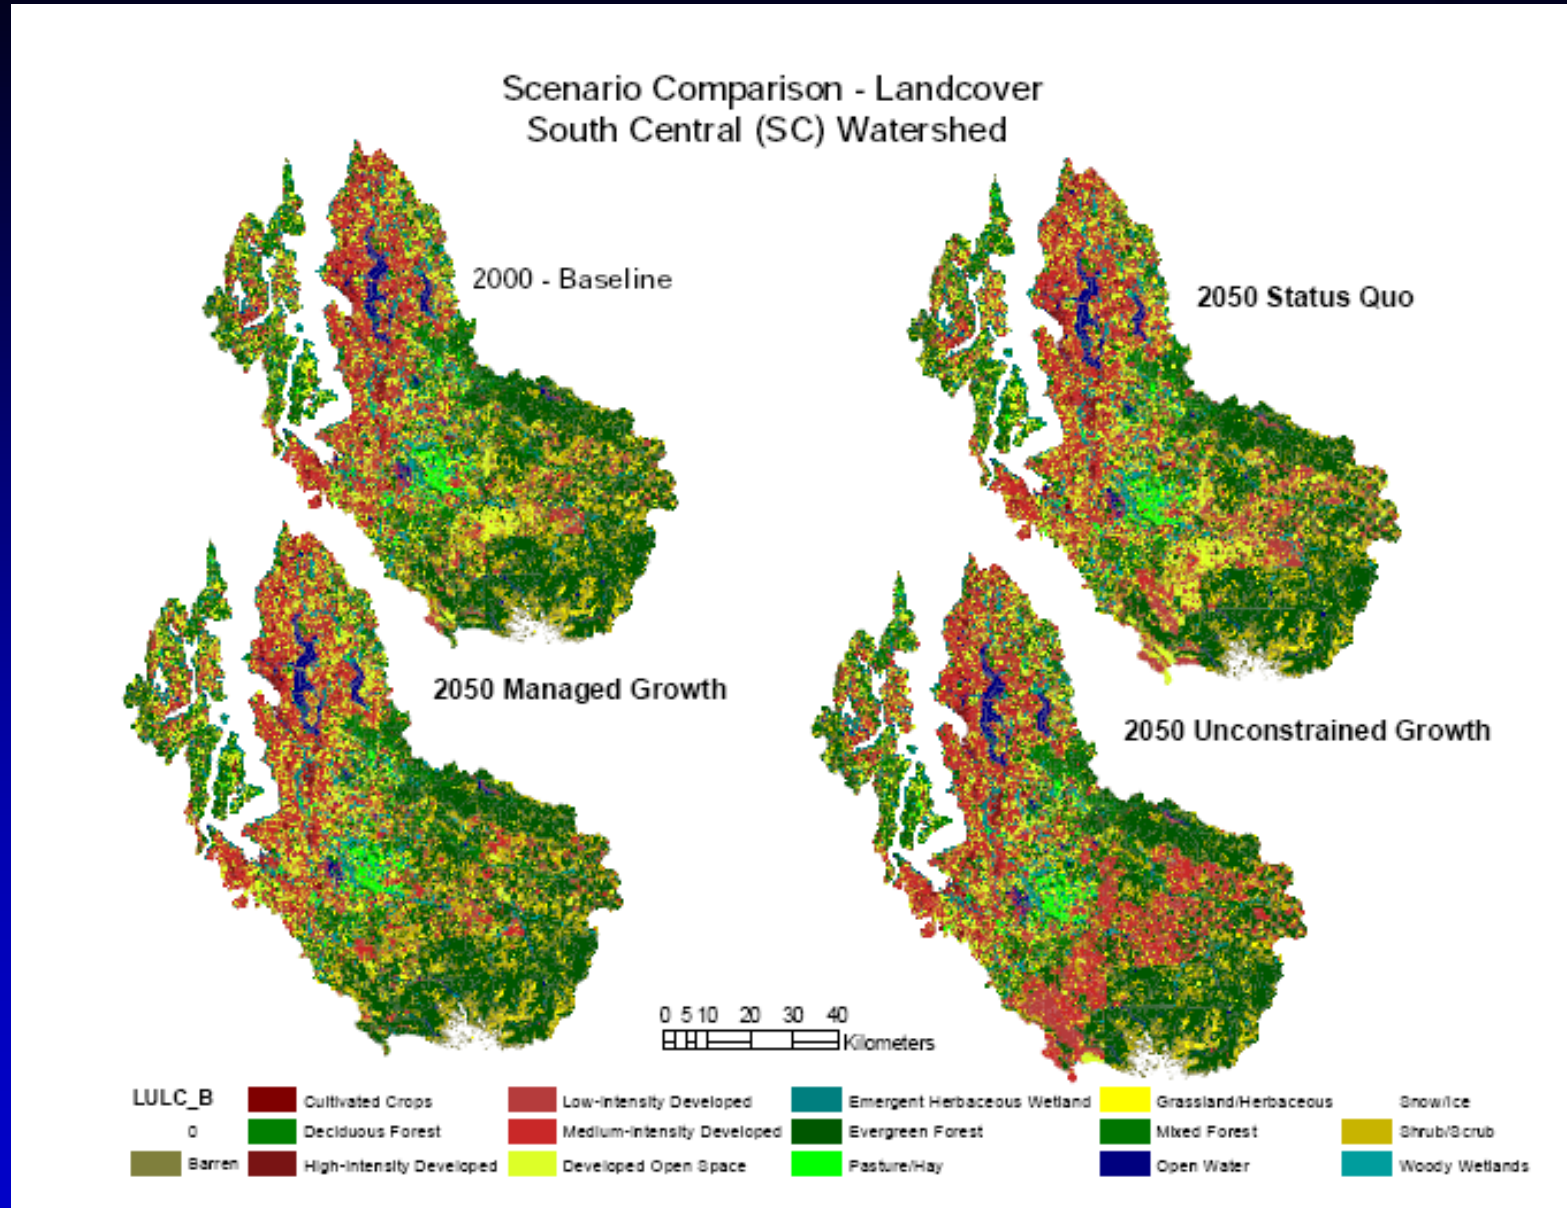 Scenario Comparison - Landcover
South Central (SC) Watershed
2000 - Baseline
2050 Status Quo
2050 Managed Growth
2050 Unconstrained Growth
0 5 10 20 30 40
Kilometers
LULC_B
0
Barren
Cultivated Crops
Deciduous Forest
High-Intensity Developed
Low-Intensity Developed
Medium-Intensity Developed
Developed Open Space
Emergent Herbaceous Wetland
Evergreen Forest
Pasture/Hay
Grassland/Herbaceous
Mixed Forest
Open Water
Snow/Ice
Shrub/Scrub
Woody Wetlands